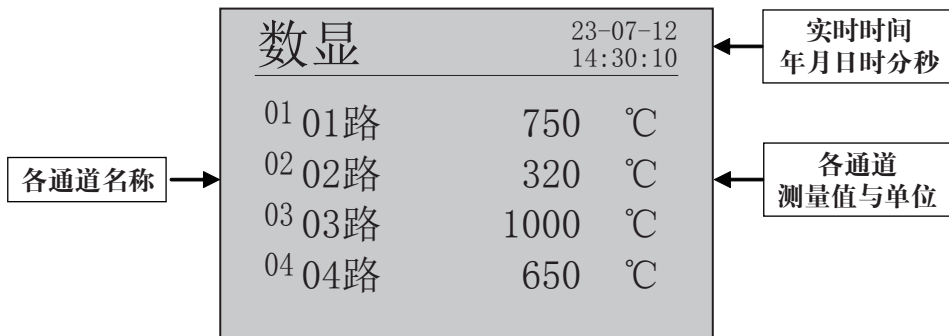 数显
23-07-12
14:30:10
实时时间
年月日时分秒
01 01路 750 ℃
02 02路 320 ℃
03 03路 1000 ℃
04 04路 650 ℃
各通道名称
各通道
测量值与单位